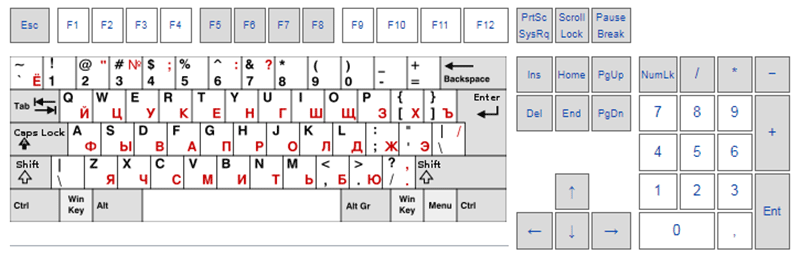 Esc F1 F2 F3 F4 F5 F6 F7 F8 F9 F10 F11 F12 PrtSc Scroll Pause
SysRq Lock Break
~ ! @ " # № $ ; % ^ : & ? * ( ) _ +
` Ё 1 2 3 4 5 6 7 8 9 0 - = Backspace
Ins Home PgUp NumLk / * −
Tab Q W E R T Y U I O P { } Enter
Й Ц У К Е Н Г Ш Щ З [ Х ] Ъ
Del End PgDn 7 8 9 +
Caps Lock A S D F G H J K L : " | /
Ф Ы В А П Р О Л Д ; Ж ' Э \
4 5 6
Shift | Z X C V B N M < > ? , Shift
\ Я Ч С М И Т Ь , Б . Ю / .
↑ 1 2 3 Ent
Ctrl Win Key Alt Alt Gr Win Key Menu Ctrl
← ↓ → 0 ,